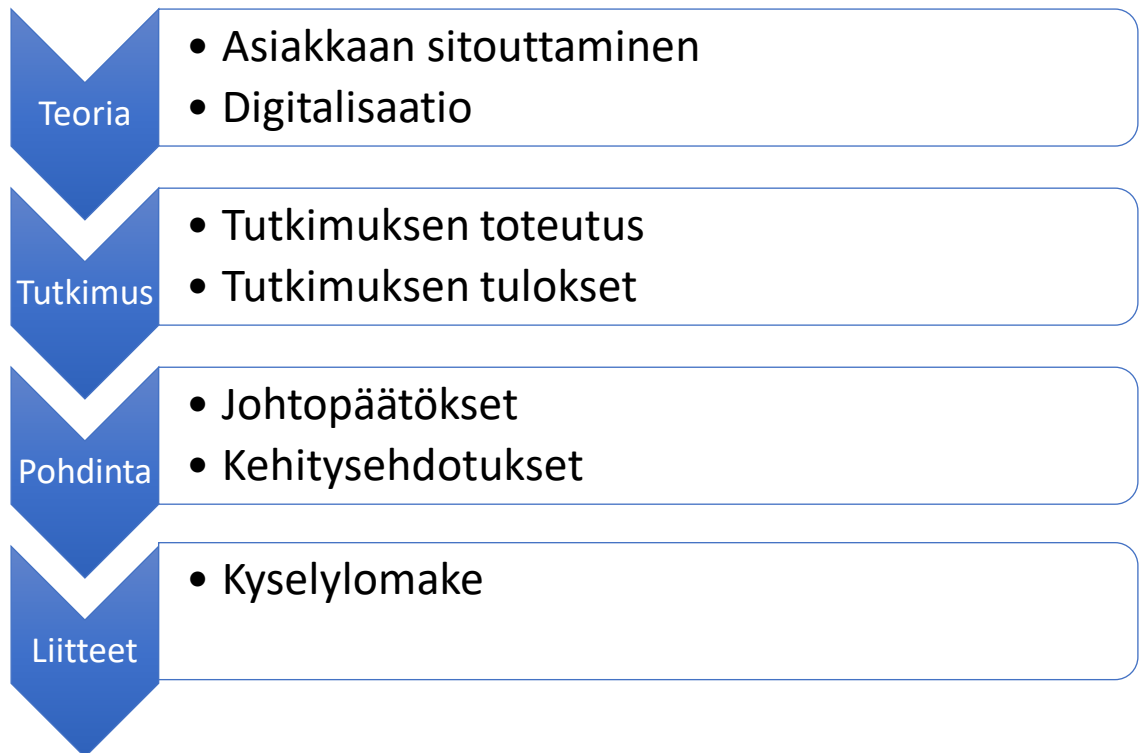 Teoria
• Asiakkaan sitouttaminen
• Digitalisaatio
Tutkimus
• Tutkimuksen toteutus
• Tutkimuksen tulokset
Pohdinta
• Johtopäätökset
• Kehitysehdotukset
Liitteet
• Kyselylomake